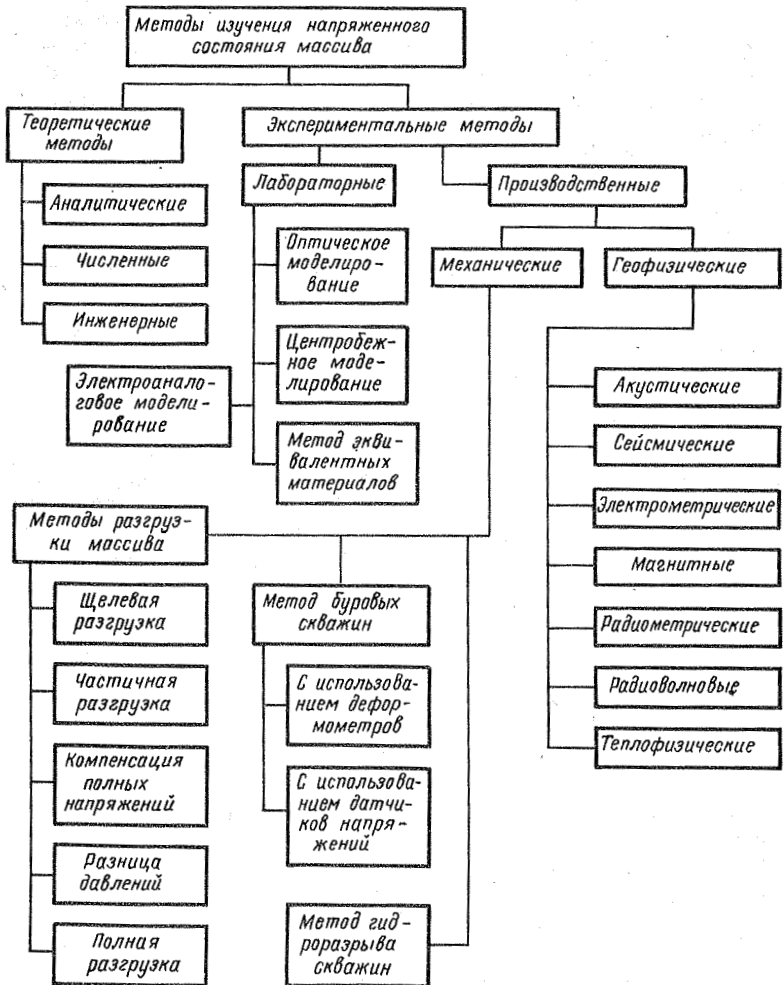 Методы изучения напряженного
состояния массива
Теоретические
методы
Экспериментальные методы
Аналитические
Численные
Инженерные
Лабораторные
Производственные
Оптическое
моделиро-
вание
Центробеж-
ное моде-
лирование
Электроанало-
говое модели-
рование
Метод экви-
валентных
материалов
Механические
Геофизические
Акустические
Сейсмические
Электрометрические
Магнитные
Радиометрические
Радиоволновые
Теплофизические
Методы разгруз-
ки массива
Щелевая
разгрузка
Частичная
разгрузка
Компенсация
полных
напряжений
Разница
давлений
Полная
разгрузка
Метод буровых
скважин
С использова-
нием дефор-
мометров
С использова-
нием датчи-
ков напря-
жений
Метод гид-
роразрыва
скважин